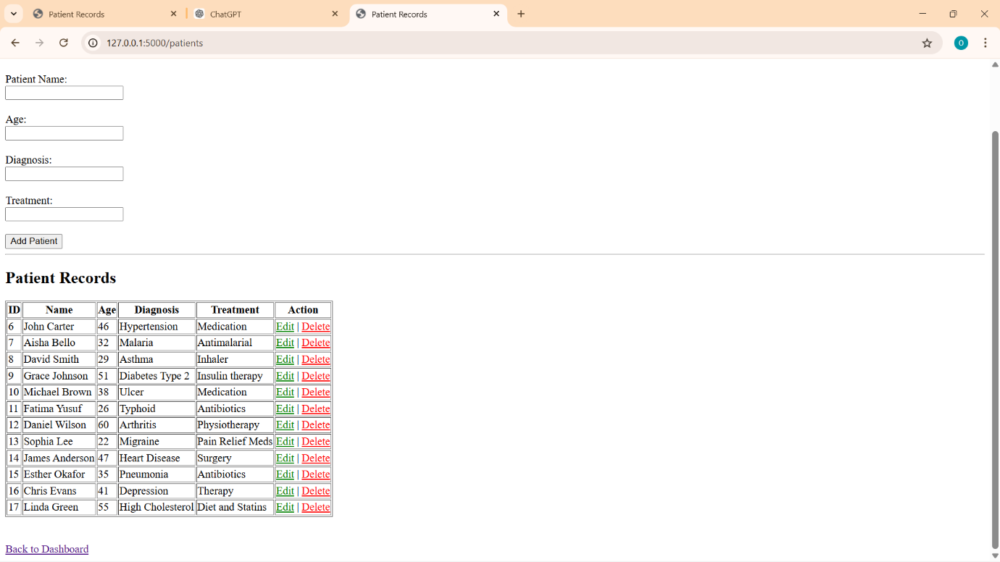 Patient Records
ChatGPT
Patient Records
127.0.0.1:5000/patients
O
Patient Name:
Age:
Diagnosis:
Treatment:
Add Patient
Patient Records
ID Name Age Diagnosis Treatment Action
6 John Carter 46 Hypertension Medication Edit | Delete
7 Aisha Bello 32 Malaria Antimalarial Edit | Delete
8 David Smith 29 Asthma Inhaler Edit | Delete
9 Grace Johnson 51 Diabetes Type 2 Insulin therapy Edit | Delete
10 Michael Brown 38 Ulcer Medication Edit | Delete
11 Fatima Yusuf 26 Typhoid Antibiotics Edit | Delete
12 Daniel Wilson 60 Arthritis Physiotherapy Edit | Delete
13 Sophia Lee 22 Migraine Pain Relief Meds Edit | Delete
14 James Anderson 47 Heart Disease Surgery Edit | Delete
15 Esther Okafor 35 Pneumonia Antibiotics Edit | Delete
16 Chris Evans 41 Depression Therapy Edit | Delete
17 Linda Green 55 High Cholesterol Diet and Statins Edit | Delete
Back to Dashboard